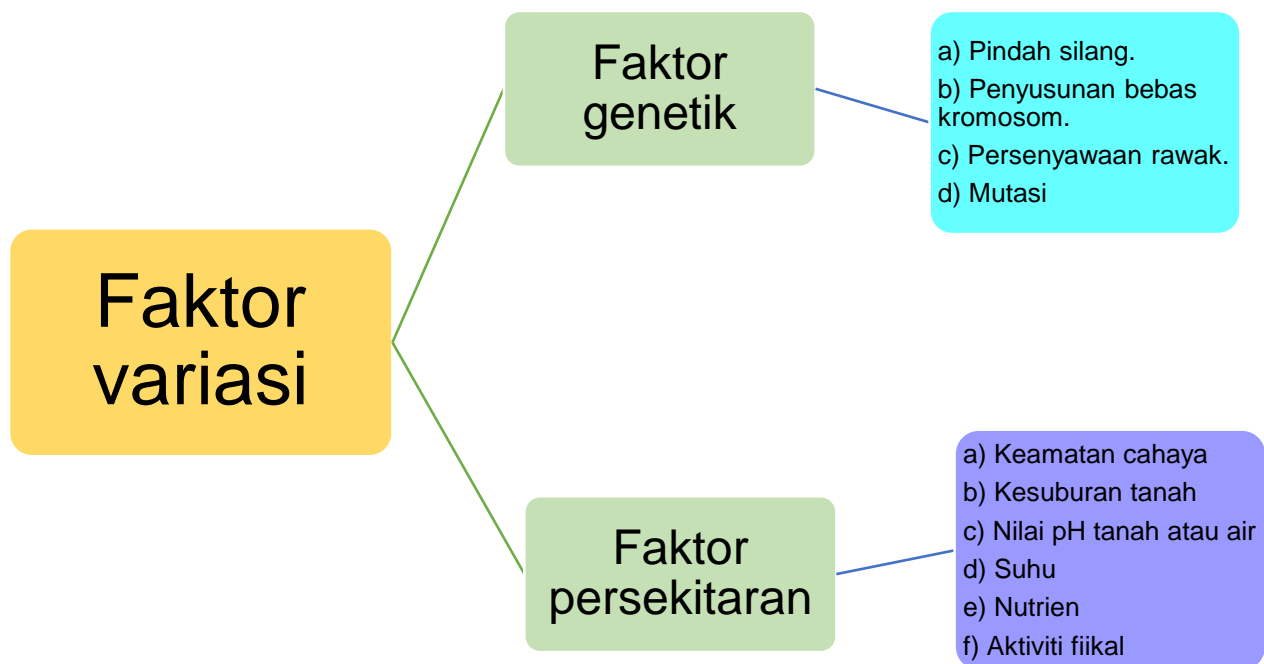 Faktor
variasi
Faktor
genetik
a) Pindah silang.
b) Penyusunan bebas
kromosom.
c) Persenyawaan rawak.
d) Mutasi
Faktor
persekitaran
a) Keamatan cahaya
b) Kesuburan tanah
c) Nilai pH tanah atau air
d) Suhu
e) Nutrien
f) Aktiviti fiikal